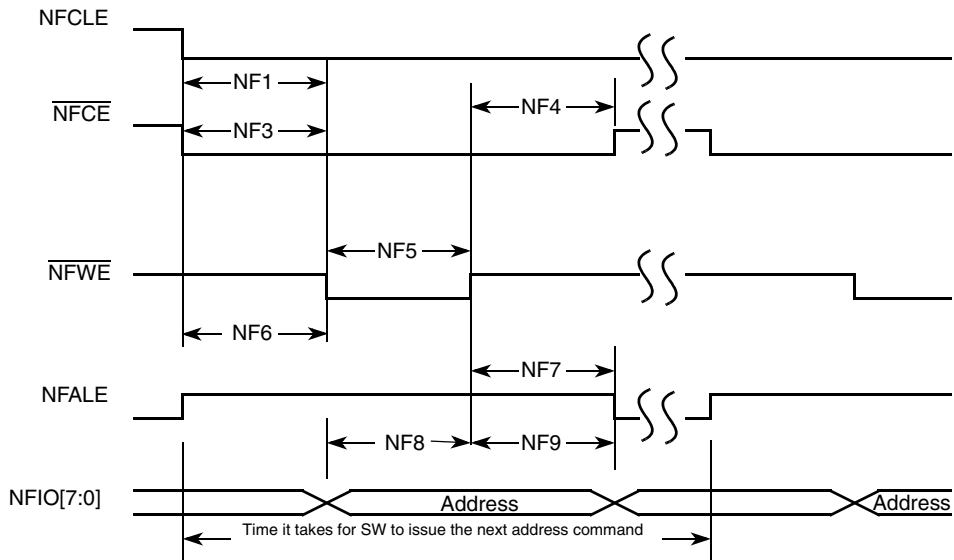 NFCLE
NF1
NF4
NFCE
NF3
NF5
NFWE
NF6
NF7
NFALE
NF8
NF9
NFIO[7:0]
Address
Address
Time it takes for SW to issue the next address command